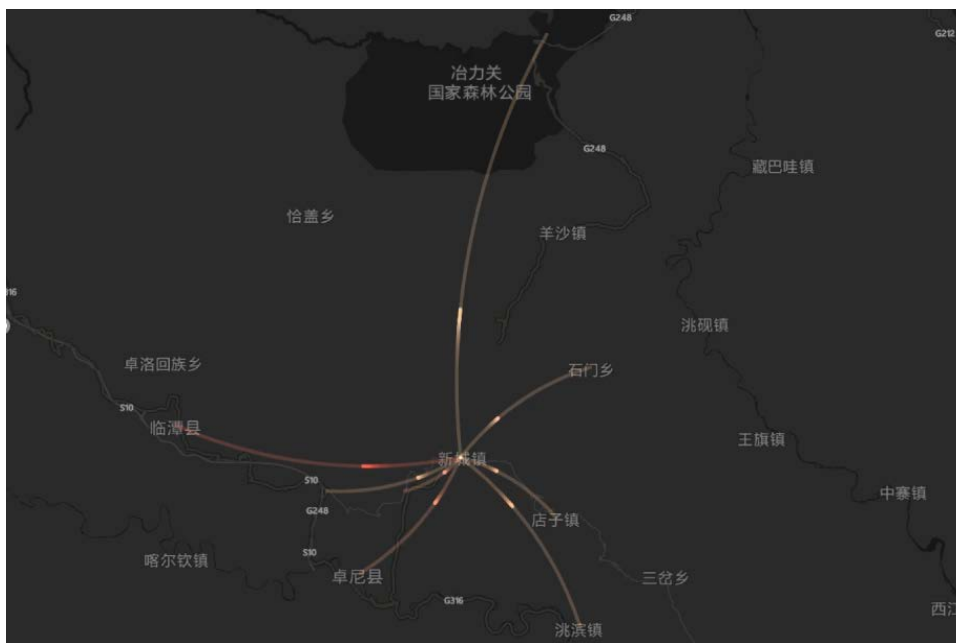 G248
G212
冶力关
国家森林公园
G248
藏巴哇镇
恰盖乡
羊沙镇
洮砚镇
卓洛回族乡
石门乡
S10
临潭县
王旗镇
新城镇
S10
中寨镇
G248
店子镇
S10
喀尔钦镇
卓尼县
三岔乡
G316
西江
洮滨镇